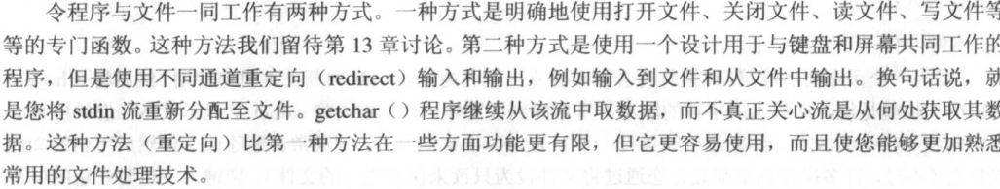 令程序与文件一同工作有两种方式。一种方式是明确地使用打开文件、关闭文件、读文件、写文件等
等的专门函数。这种方法我们留待第 13 章讨论。第二种方式是使用一个设计用于与键盘和屏幕共同工作的
程序，但是使用不同通道重定向（redirect）输入和输出，例如输入到文件和从文件中输出。换句话说，就
是您将 stdin 流重新分配至文件。getchar（）程序继续从该流中取数据，而不真正关心流是从何处获取其数
据。这种方法（重定向）比第一种方法在一些方面功能更有限，但它更容易使用，而且使您能够更加熟悉
常用的文件处理技术。